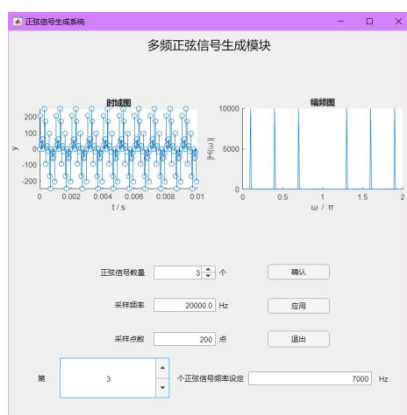 正弦信号生成系统
多频正弦信号生成模块
时域图
200
100
0
-100
-200
y
0 0.002 0.004 0.006 0.008 0.01
t / s
幅频图
10000
5000
0
|H(ω)|
0 0.5 1 1.5 2
ω / π
正弦信号数量 3 个 确认
采样频率 20000.0 Hz 应用
采样点数 200 点 退出
第 3 个正弦信号频率设定 7000 Hz